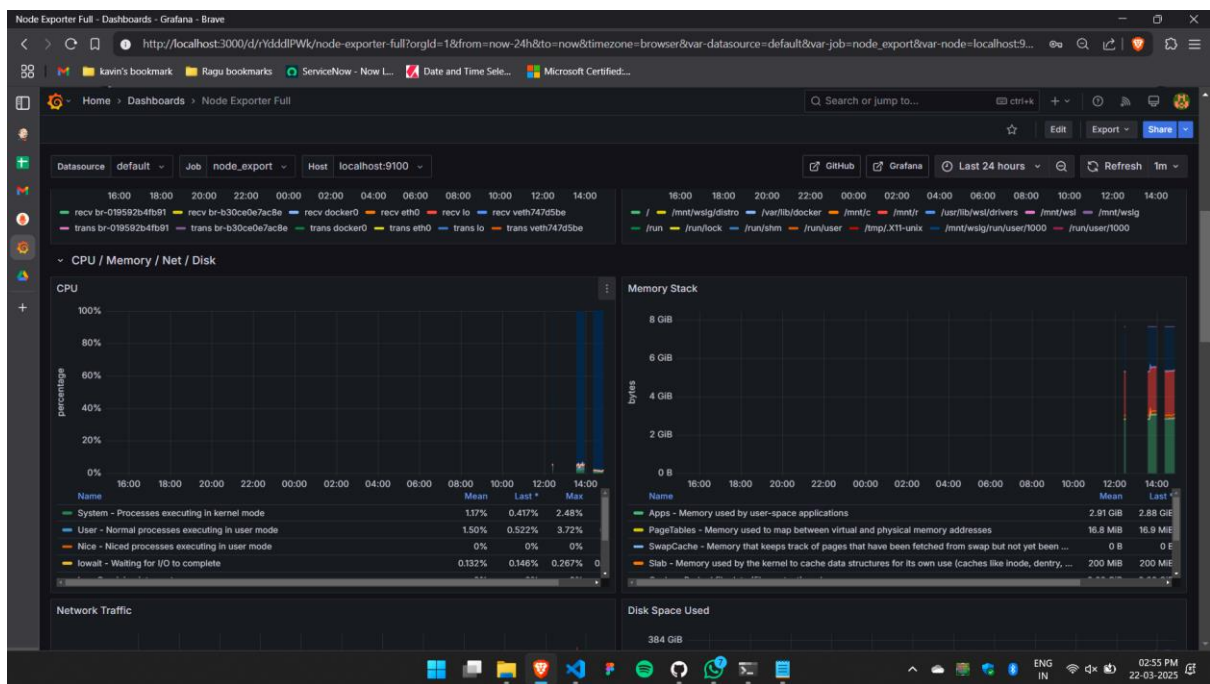 Node Exporter Full - Dashboards - Grafana - Brave
http://localhost:3000/d/rYdddlPWk/node-exporter-full?orgId=1&from=now-24h&to=now&timezone=browser&var-datasource=default&var-job=node_export&var-node=localhost:9...
kavin's bookmark Ragu bookmarks ServiceNow - Now L... Date and Time Sele... Microsoft Certified:...
Home > Dashboards > Node Exporter Full Search or jump to... ctrl+k
Edit Export Share
Datasource default Job node_export Host localhost:9100 GitHub Grafana Last 24 hours Refresh 1m
16:00 18:00 20:00 22:00 00:00 02:00 04:00 06:00 08:00 10:00 12:00 14:00
recv br-019592b4fb91 recv br-b30ce0e7ac8e recv docker0 recv eth0 recv lo recv veth747d5be
trans br-019592b4fb91 trans br-b30ce0e7ac8e trans docker0 trans eth0 trans lo trans veth747d5be
16:00 18:00 20:00 22:00 00:00 02:00 04:00 06:00 08:00 10:00 12:00 14:00
/ /mnt/wslg/distro /var/lib/docker /mnt/c /mnt/r /usr/lib/wsl/drivers /mnt/wsl /mnt/wslg
/run /run/lock /run/shm /run/user /tmp/.X11-unix /mnt/wslg/run/user/1000 /run/user/1000
CPU / Memory / Net / Disk
CPU
percentage
100%
80%
60%
40%
20%
0%
16:00 18:00 20:00 22:00 00:00 02:00 04:00 06:00 08:00 10:00 12:00 14:00
Name Mean Last * Max
System - Processes executing in kernel mode 1.17% 0.417% 2.48%
User - Normal processes executing in user mode 1.50% 0.522% 3.72%
Nice - Niced processes executing in user mode 0% 0% 0%
Iowait - Waiting for I/O to complete 0.132% 0.146% 0.267% 0
Memory Stack
bytes
8 GiB
6 GiB
4 GiB
2 GiB
0 B
16:00 18:00 20:00 22:00 00:00 02:00 04:00 06:00 08:00 10:00 12:00 14:00
Name Mean Last *
Apps - Memory used by user-space applications 2.91 GiB 2.88 GiB
PageTables - Memory used to map between virtual and physical memory addresses 16.8 MiB 16.9 MiB
SwapCache - Memory that keeps track of pages that have been fetched from swap but not yet been ... 0 B 0 B
Slab - Memory used by the kernel to cache data structures for its own use (caches like inode, dentry, ... 200 MiB 200 MiB
Network Traffic
Disk Space Used
384 GiB
7
ENG
IN
02:55 PM
22-03-2025